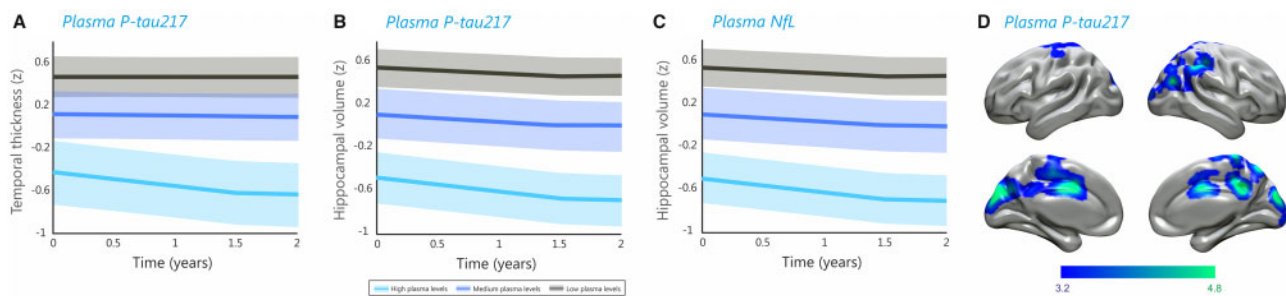 A Plasma P-tau217
Temporal thickness (z)
0.6
0.2
-0.2
-0.6
-1
0 0.5 1 1.5 2
Time (years)
B Plasma P-tau217
Hippocampal volume (z)
0.6
0.2
-0.2
-0.6
-1
0 0.5 1 1.5 2
Time (years)
High plasma levels Medium plasma levels Low plasma levels
C Plasma NfL
Hippocampal volume (z)
0.6
0.2
-0.2
-0.6
-1
0 0.5 1 1.5 2
Time (years)
D Plasma P-tau217
3.2 4.8